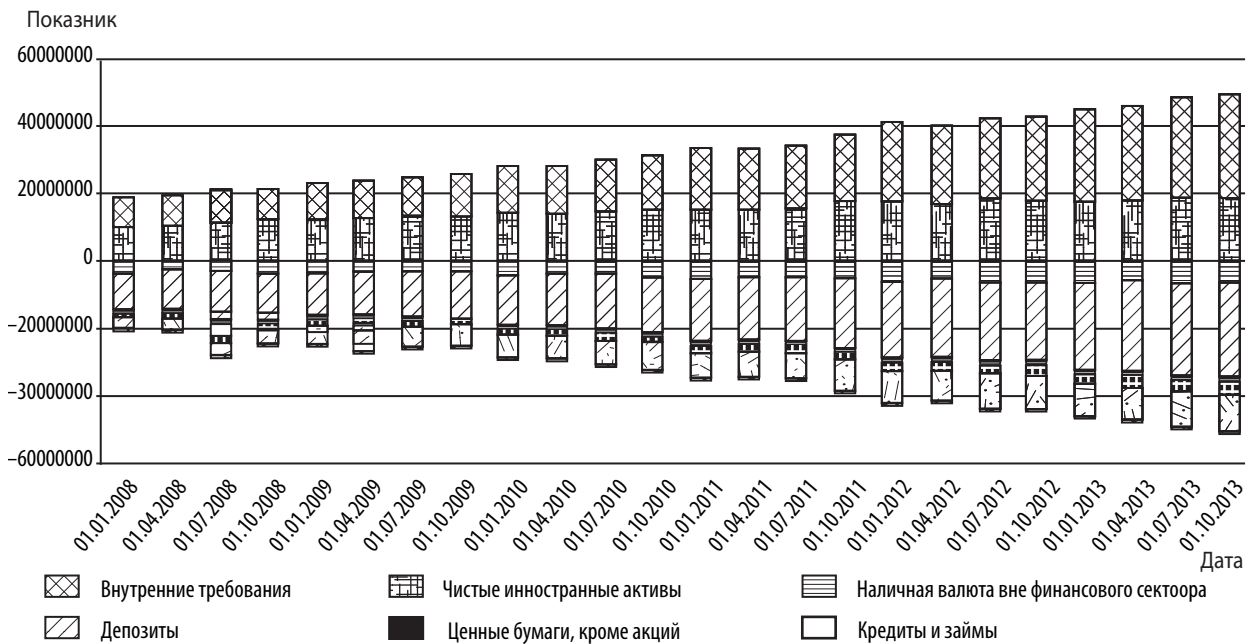 Показник
60000000
40000000
20000000
0
–20000000
–30000000
–60000000
01.01.2008 01.04.2008 01.07.2008 01.10.2008 01.01.2009 01.04.2009 01.07.2009 01.10.2009 01.01.2010 01.04.2010 01.07.2010 01.10.2010 01.01.2011 01.04.2011 01.07.2011 01.10.2011 01.01.2012 01.04.2012 01.07.2012 01.10.2012 01.01.2013 01.04.2013 01.07.2013 01.10.2013
Дата
Внутренние требования Чистые инностранные активы Наличная валюта вне финансового сектоора
Депозиты Ценные бумаги, кроме акций Кредиты и займы